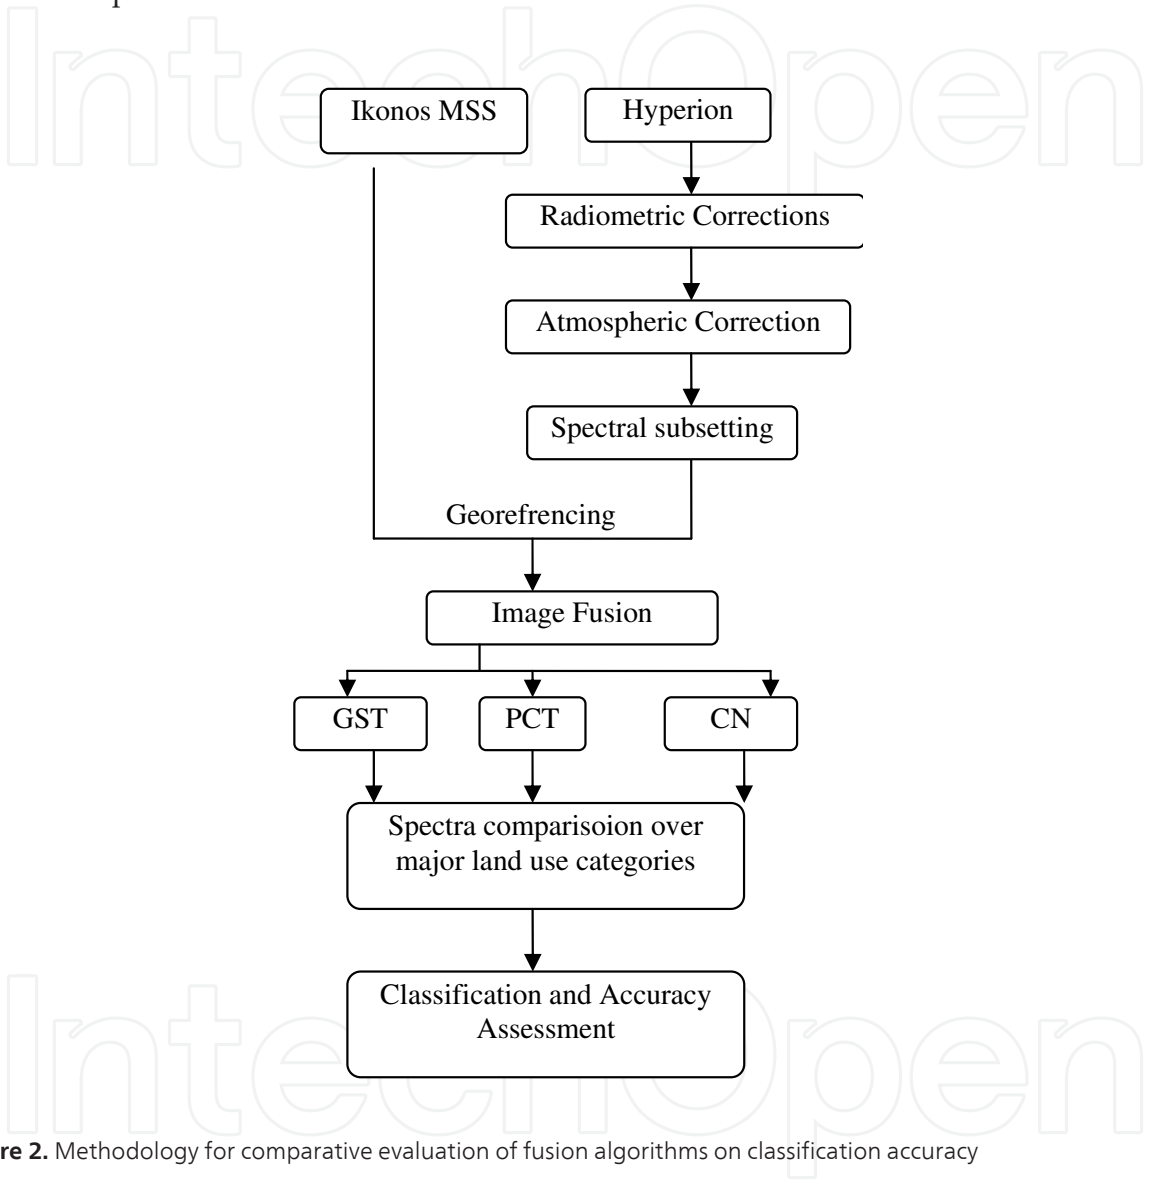 IntechOpen
Ikonos MSS
Hyperion
Radiometric Corrections
Atmospheric Correction
Spectral subsetting
Georefrencing
Image Fusion
GST
PCT
CN
Spectra comparisoion over
major land use categories
Classification and Accuracy
Assessment
IntechOpen
re 2. Methodology for comparative evaluation of fusion algorithms on classification accuracy